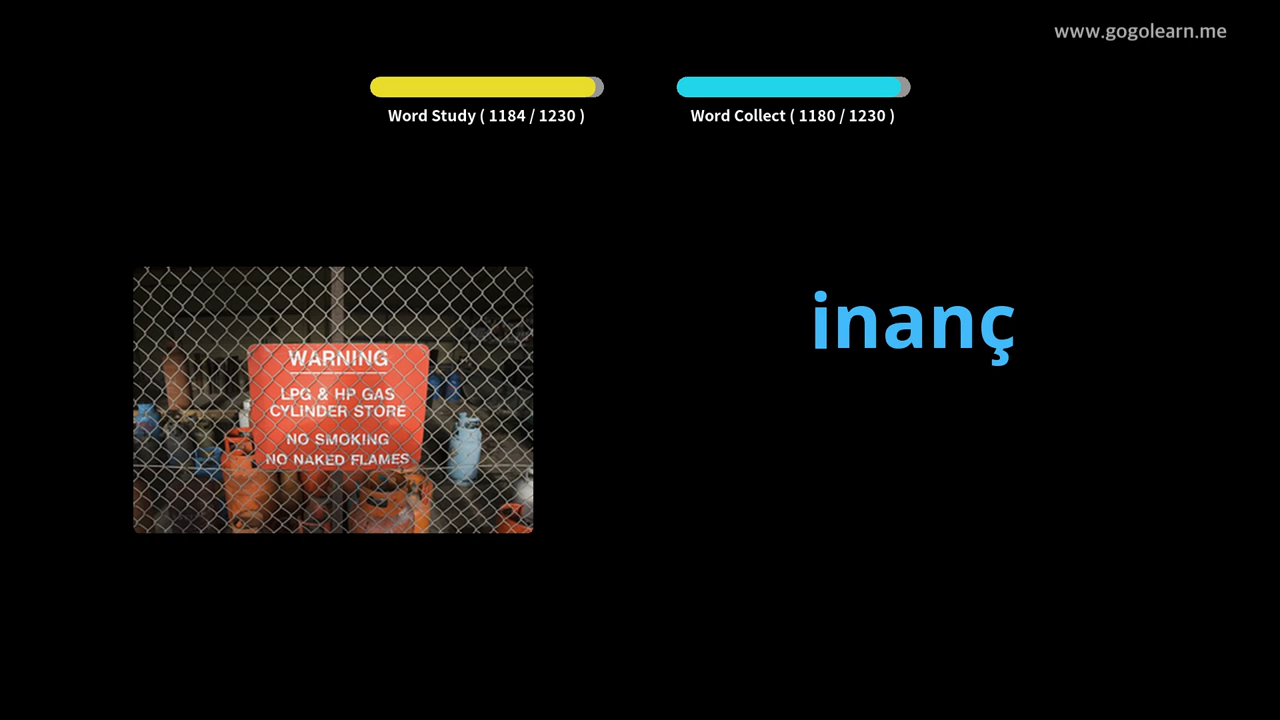 www.gogolearn.me
Word Study ( 1184 / 1230 )
Word Collect ( 1180 / 1230 )
inanç
WARNING
LPG & HP GAS
CYLINDER STORE
NO SMOKING
NO NAKED FLAMES